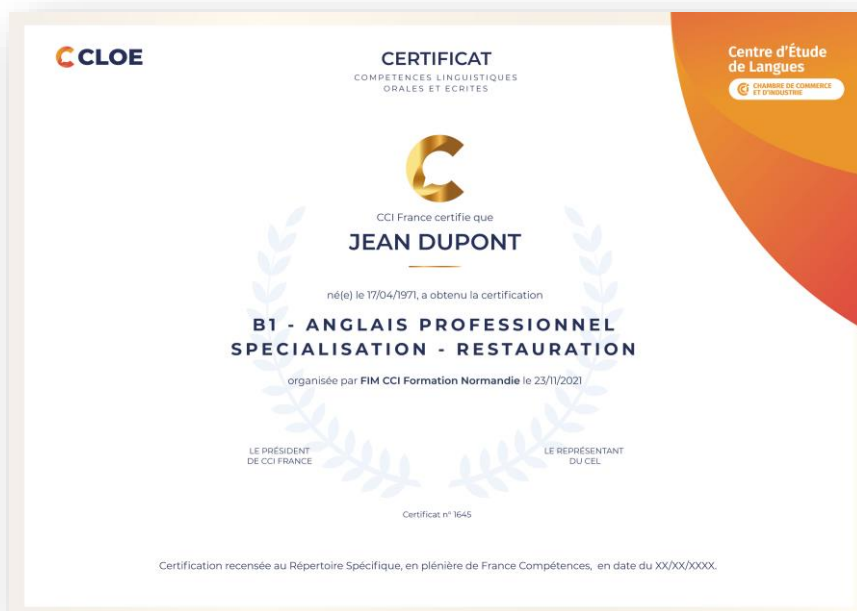 CLOE
CERTIFICAT
COMPETENCES LINGUISTIQUES
ORALES ET ECRITES
Centre d'Étude
de Langues
CHAMBRE DE COMMERCE
ET D'INDUSTRIE
CCI France certifie que
JEAN DUPONT
né(e) le 17/04/1971, a obtenu la certification
B1 - ANGLAIS PROFESSIONNEL
SPECIALISATION - RESTAURATION
organisée par FIM CCI Formation Normandie le 23/11/2021
LE PRÉSIDENT
DE CCI FRANCE
LE REPRÉSENTANT
DU CEL
Certificat n° 1645
Certification recensée au Répertoire Spécifique, en plénière de France Compétences, en date du XX/XX/XXXX.